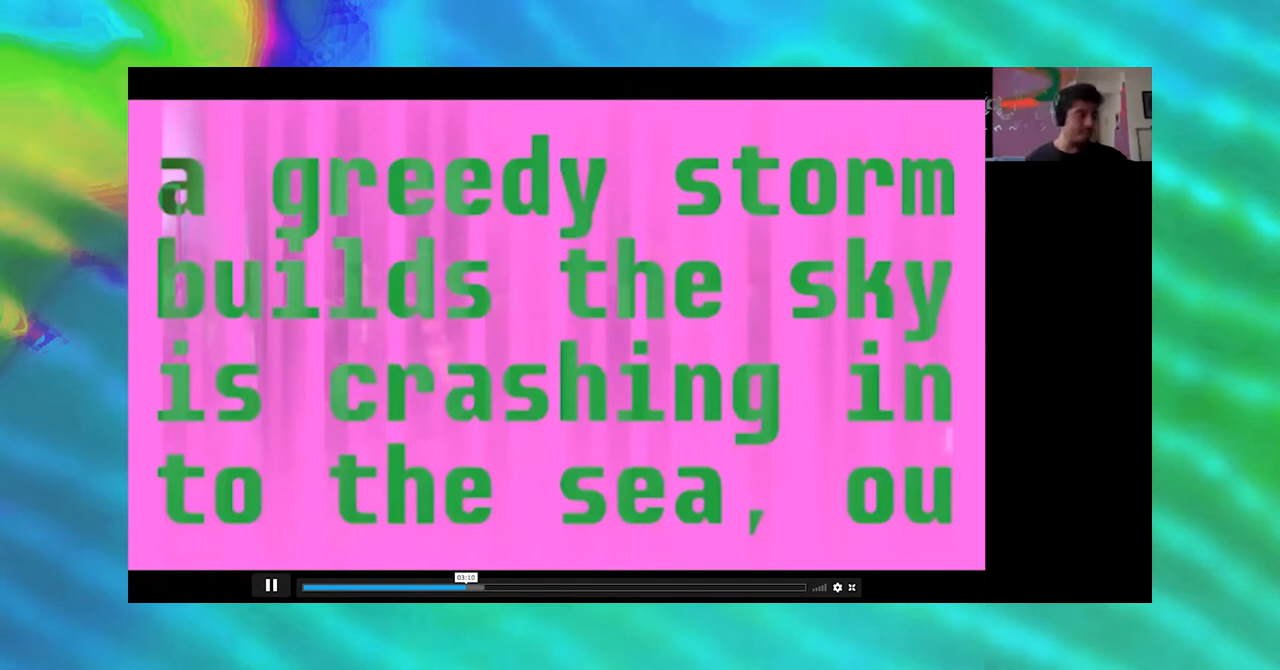 a greedy storm
builds the sky
is crashing in
to the sea, ou
03:10